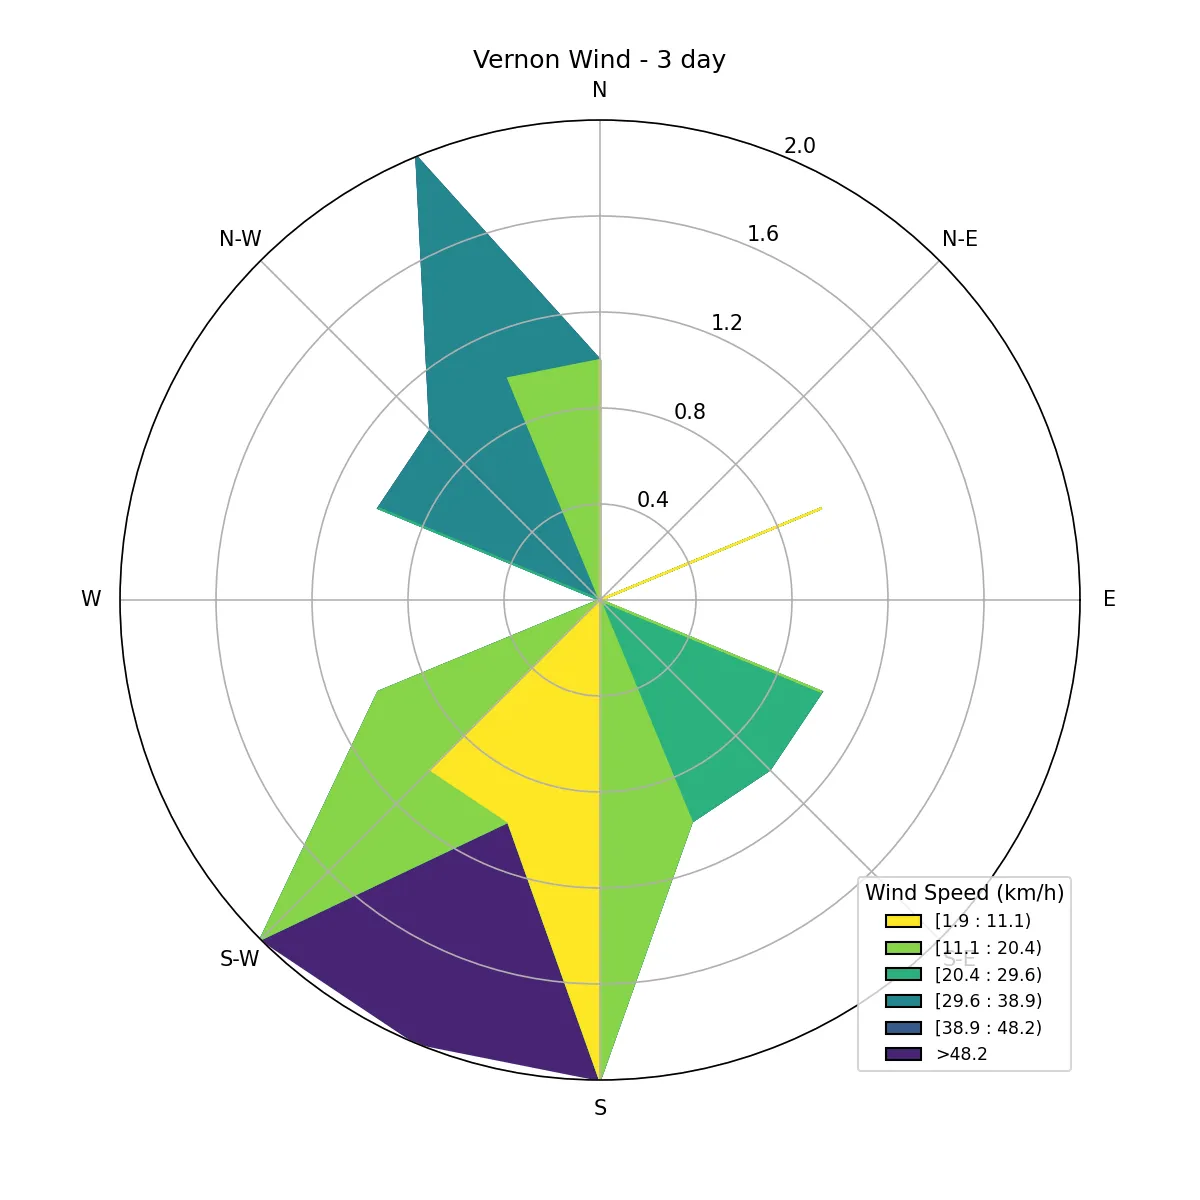 Vernon Wind - 3 day
N
2.0
N-W
1.6
N-E
1.2
0.8
0.4
W
E
Wind Speed (km/h)
[1.9 : 11.1)
[11.1 : 20.4)
[20.4 : 29.6)
[29.6 : 38.9)
[38.9 : 48.2)
>48.2
S-W
S-E
S